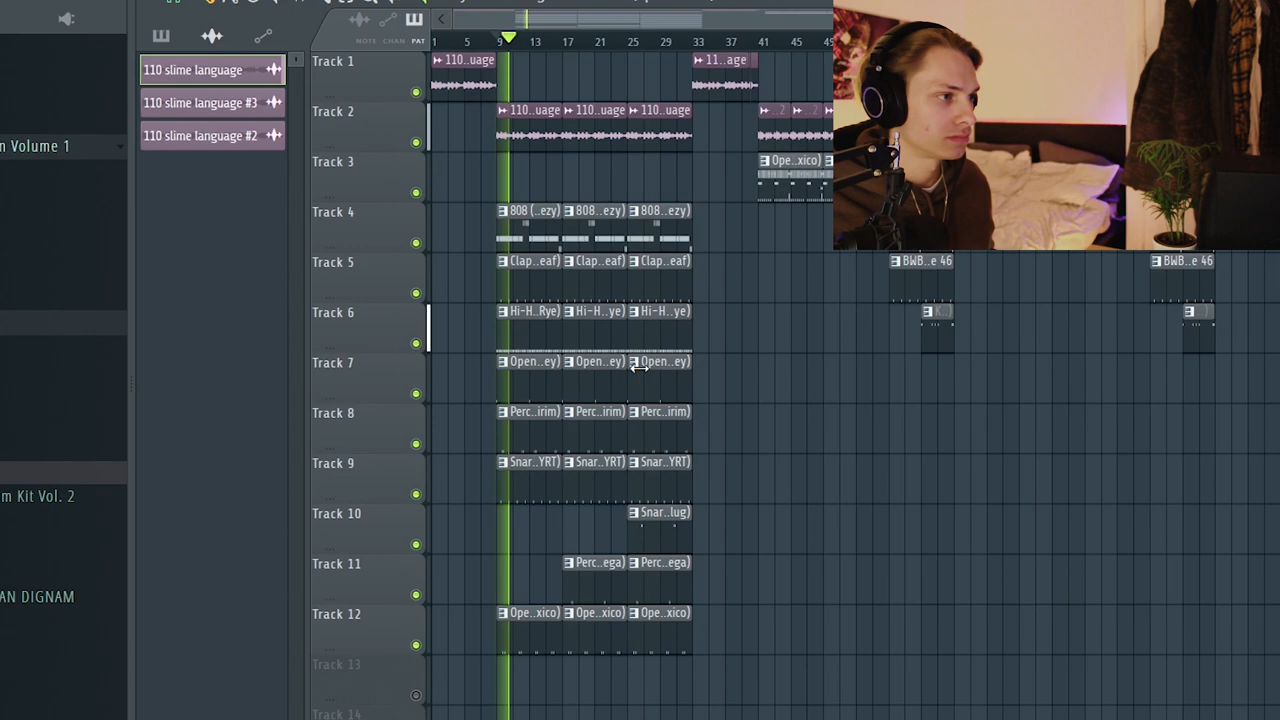 NOTE CHAN PAT
1 5 9 13 17 21 25 29 33 37 41 45
110 slime language
110 slime language #3
110 slime language #2
n Volume 1
m Kit Vol. 2
AN DIGNAM
Track 1
110..uage
11..age
Track 2
110..uage 110..uage 110..uage
..2 ..2
Track 3
Ope..xico)
Track 4
808 (..ezy) 808..ezy) 808..ezy)
Track 5
Clap..eaf) Clap..eaf) Clap..eaf)
BWB..e 46 BWB..e 46
Track 6
Hi-H..Rye) Hi-H..ye) Hi-H..ye)
K..)
Track 7
Open..ey) Open..ey) Open..ey)
Track 8
Perc..irim) Perc..irim) Perc..irim)
Track 9
Snar..YRT) Snar..YRT) Snar..YRT)
Track 10
Snar..lug)
Track 11
Perc..ega) Perc..ega)
Track 12
Ope..xico) Ope..xico) Ope..xico)
Track 13
Track 14